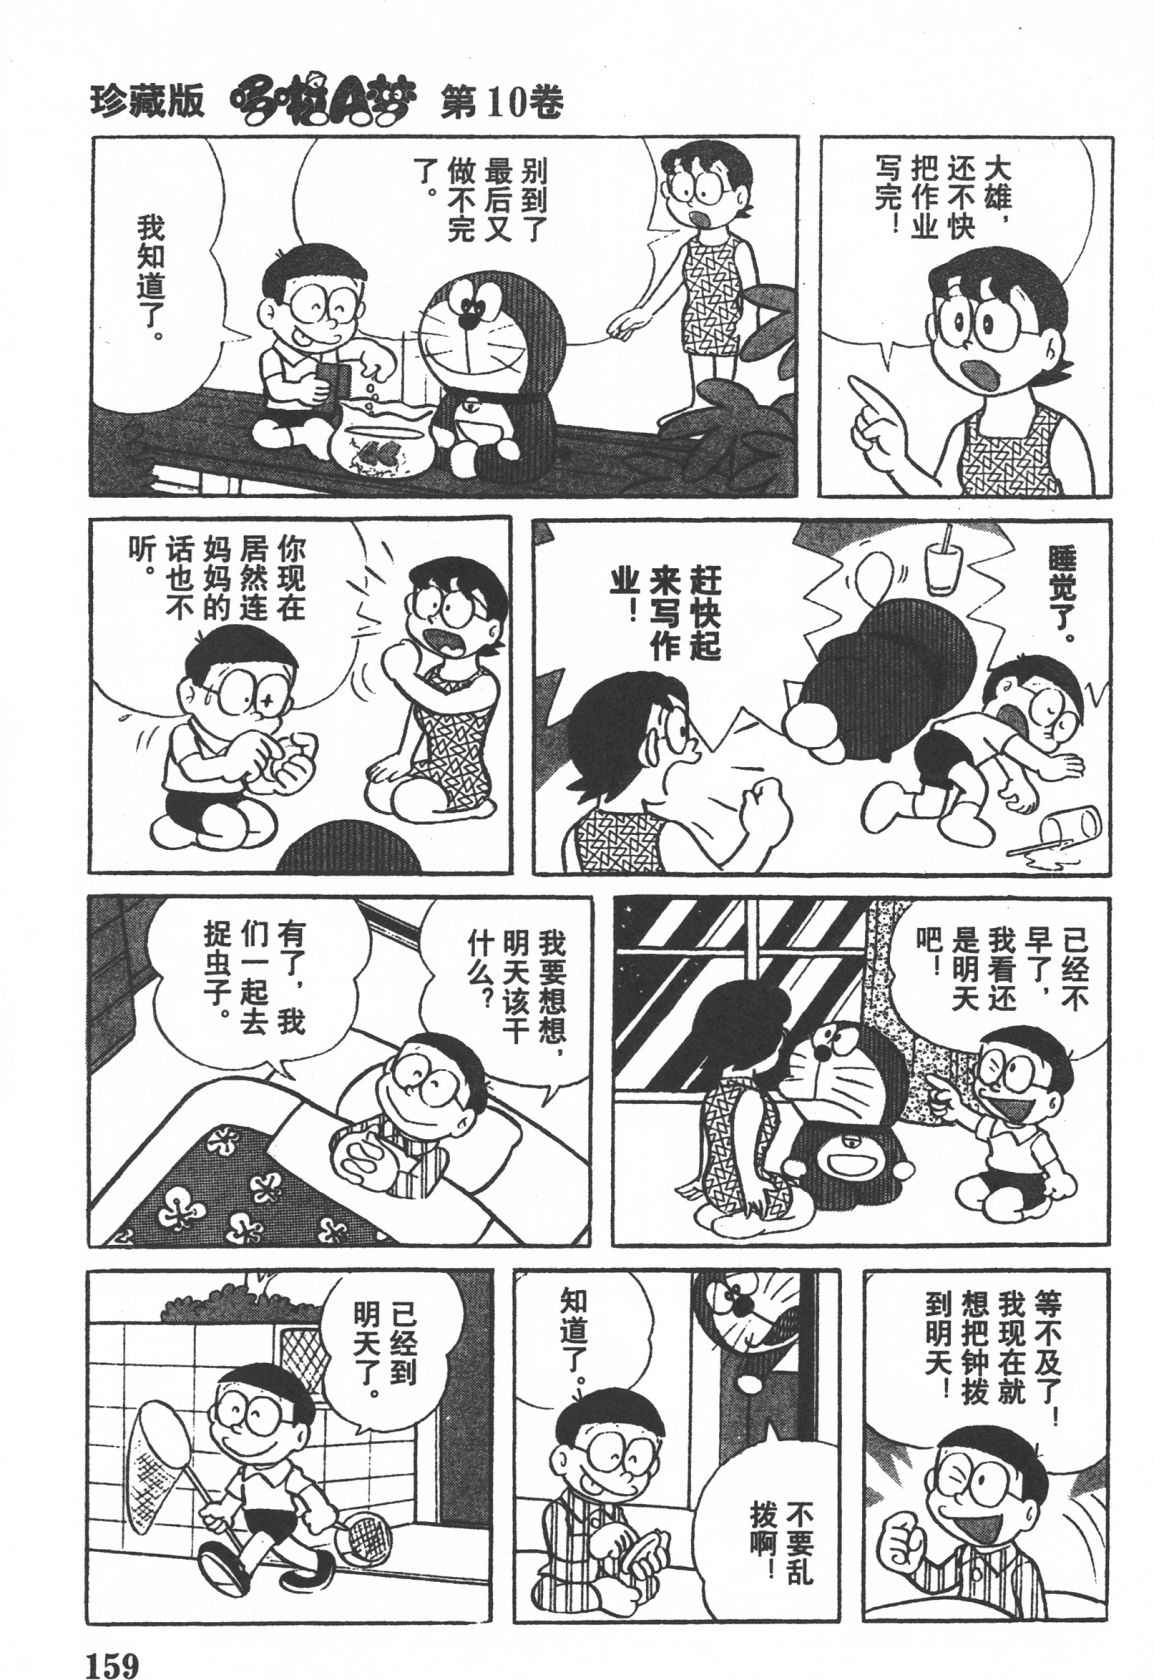 珍藏版 哆啦A梦 第10卷
大雄，
还不快
把作业
写完！
别到了
最后又
做不完
了。
我知道了。
睡觉了。
赶快起
来写作
业！
你现在
居然连
妈妈的
话也不
听。
已经不
早了，
我看还
是明天
吧！
我要想想，
明天该干
什么？
有了，我
们一起去
捉虫子。
等不及了！
我现在就
想把钟拨
到明天！
不要乱
拨啊！
知道了。
已经到
明天了。
159